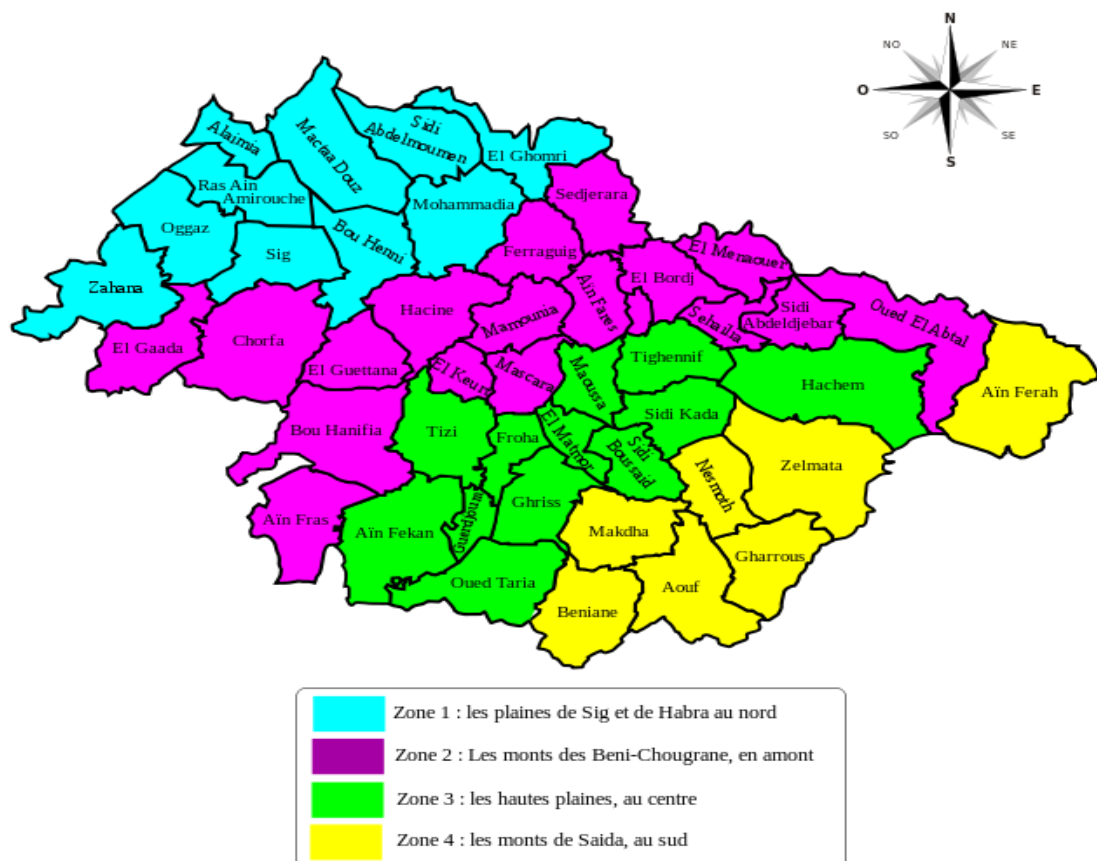 N
NO
NE
O
E
SO
SE
S
Alaimia
Mactaa Douz
Sidi
Abdelmoumen
El Ghomri
Ras Ain
Amirouche
Mohammadia
Sedjerara
Oggaz
Bou Henni
Sig
Ferraguig
El Menaouer
Zahana
Hacine
Mamounia
Aïn Fares
El Bordj
Sehailia
Sidi
Abdeldjebar
Oued El Abtal
El Gaada
Chorfa
El Guettana
El Keurt
Mascara
Maoussa
Tighennif
Hachem
Aïn Ferah
Bou Hanifia
Tizi
Froha
El Matmor
Sidi Kada
Sidi
Boussaid
Nesmoth
Zelmata
Aïn Fras
Aïn Fekan
Guerdjoum
Ghriss
Makdha
Gharrous
Oued Taria
Beniane
Aouf
Zone 1 : les plaines de Sig et de Habra au nord
Zone 2 : Les monts des Beni-Chougrane, en amont
Zone 3 : les hautes plaines, au centre
Zone 4 : les monts de Saida, au sud